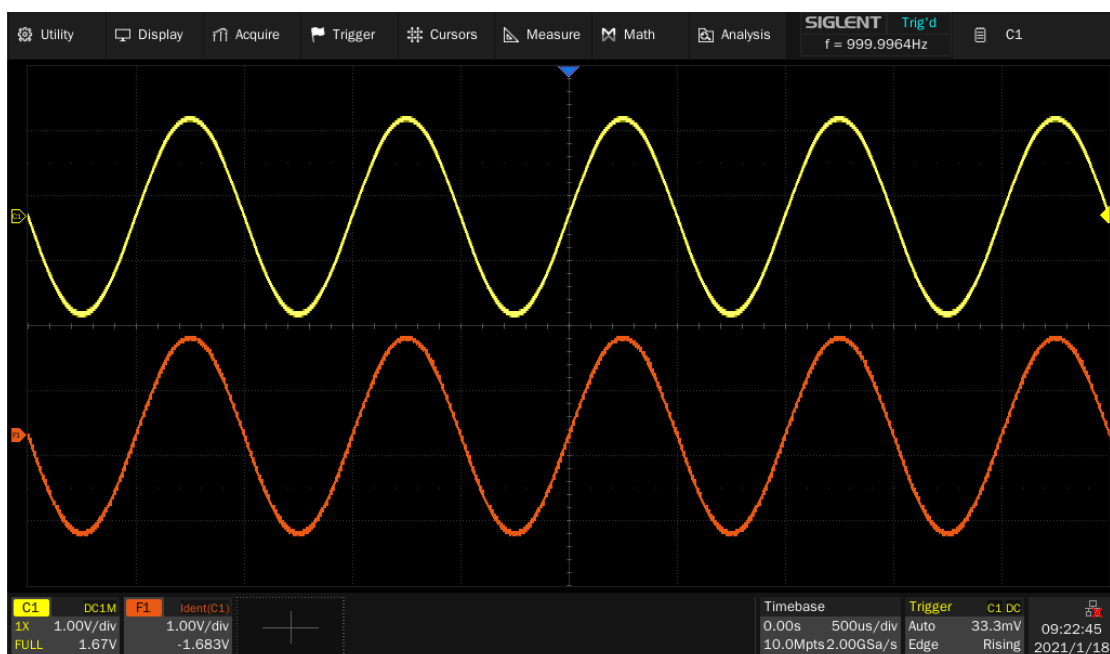 Utility Display Acquire Trigger Cursors Measure Math Analysis SIGLENT Trig'd C1
f = 999.9964Hz
C1
F1
C1 DC1M F1 Ident(C1) Timebase Trigger C1 DC
1X 1.00V/div 1.00V/div 0.00s 500us/div Auto 33.3mV 09:22:45
FULL 1.67V -1.683V 10.0Mpts 2.00GSa/s Edge Rising 2021/1/18